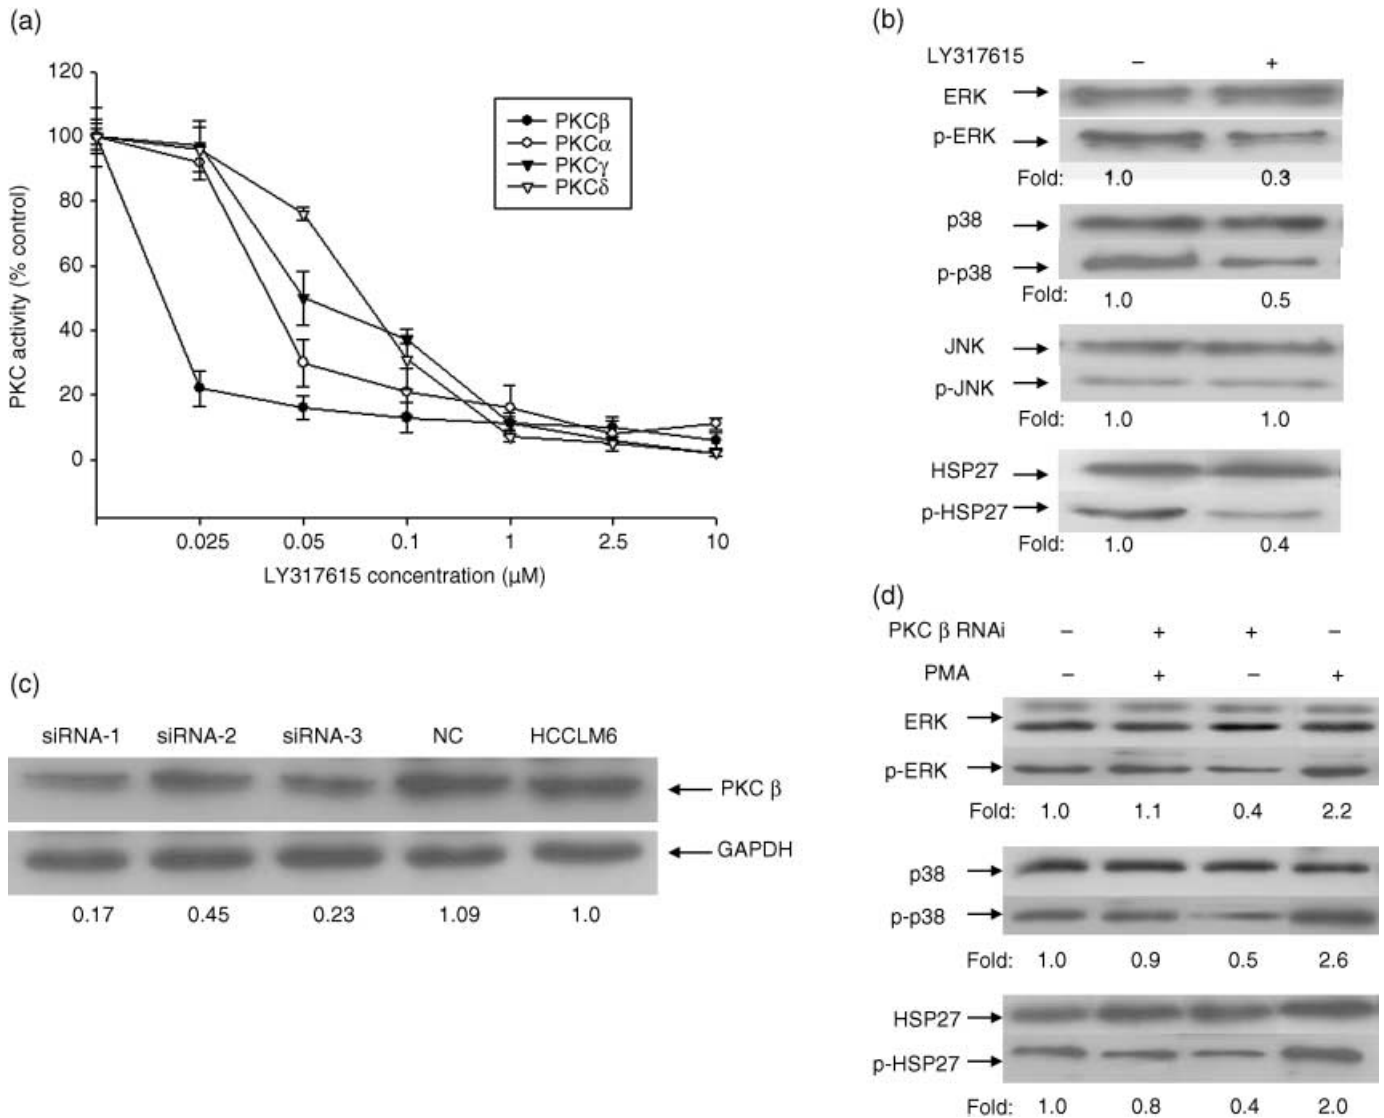 (a)
120
100
80
60
40
20
0
PKC activity (% control)
PKCβ
PKCα
PKCγ
PKCδ
0.025 0.05 0.1 1 2.5 10
LY317615 concentration (μM)
(b)
LY317615 – +
ERK
p-ERK
Fold: 1.0 0.3
p38
p-p38
Fold: 1.0 0.5
JNK
p-JNK
Fold: 1.0 1.0
HSP27
p-HSP27
Fold: 1.0 0.4
(c)
siRNA-1 siRNA-2 siRNA-3 NC HCCLM6
PKC β
GAPDH
0.17 0.45 0.23 1.09 1.0
(d)
PKC β RNAi – + + –
PMA – + – +
ERK
p-ERK
Fold: 1.0 1.1 0.4 2.2
p38
p-p38
Fold: 1.0 0.9 0.5 2.6
HSP27
p-HSP27
Fold: 1.0 0.8 0.4 2.0